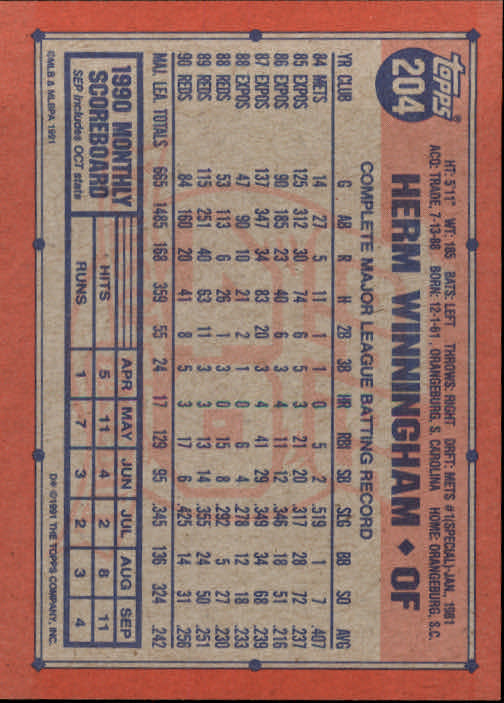 Topps
204
HT: 5'11" WT: 185 BATS: LEFT THROWS: RIGHT DRFT: METS #1(SPECIAL)-JAN, 1981
ACQ: TRADE, 7-13-88 BORN: 12-1-61, ORANGEBURG, S. CAROLINA HOME: ORANGEBURG, S.C.
HERM WINNINGHAM ◆ OF
COMPLETE MAJOR LEAGUE BATTING RECORD
YR CLUB G AB R H 2B 3B HR RBI SB SLG BB SO AVG
84 METS 14 27 5 11 1 1 0 5 2 .519 1 7 .407
85 EXPOS 125 312 30 74 6 5 3 21 20 .317 28 72 .237
86 EXPOS 90 185 23 40 6 3 4 11 12 .346 18 51 .216
87 EXPOS 137 347 34 83 20 3 4 41 29 .349 34 68 .239
88 EXPOS 47 90 10 21 2 1 0 6 4 .278 12 18 .233
88 REDS 53 113 6 26 1 3 0 15 8 .292 5 27 .230
89 REDS 115 251 40 63 11 3 3 13 14 .355 24 50 .251
90 REDS 84 160 20 41 8 5 3 17 6 .425 14 31 .256
MAJ. LEA. TOTALS 665 1485 168 359 55 24 17 129 95 .345 136 324 .242
1990 MONTHLY
SCOREBOARD
SEP includes OCT stats
APR MAY JUN JUL AUG SEP
HITS 5 11 4 2 8 11
RUNS 1 7 3 2 3 4
©MLB & MLBPA 1991
D* ©1991 THE TOPPS COMPANY, INC.